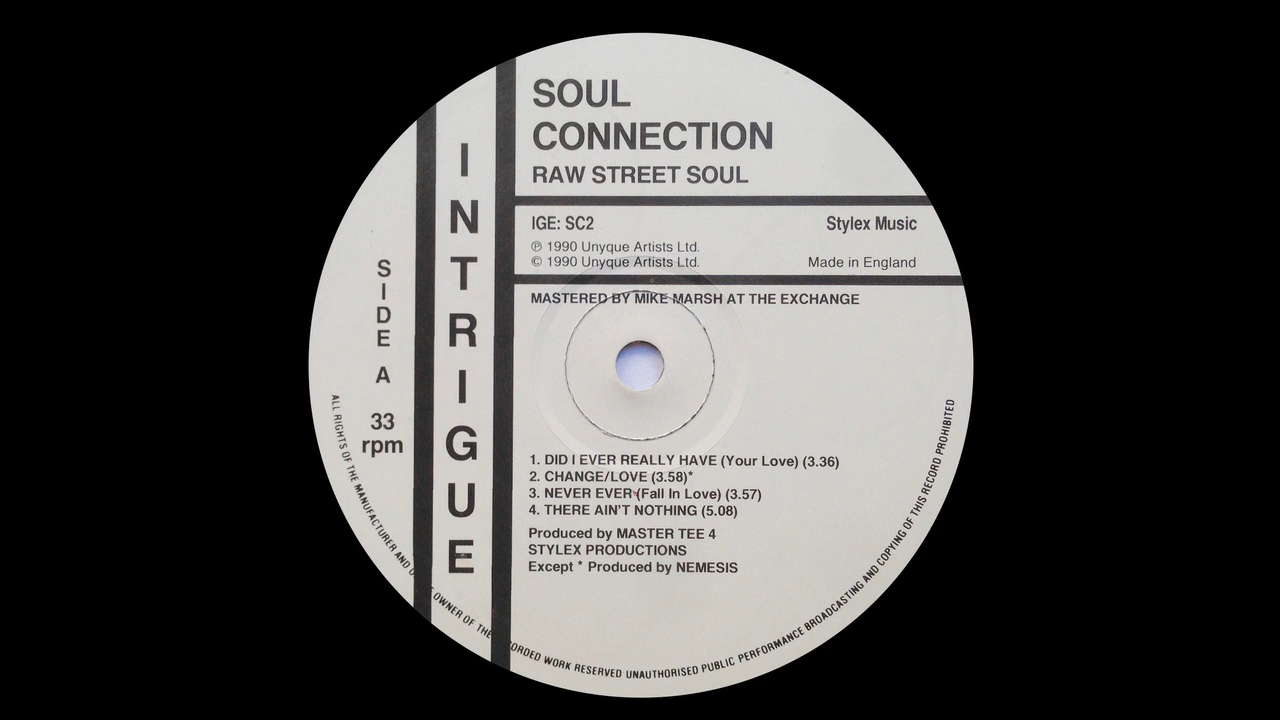 SOUL
CONNECTION
RAW STREET SOUL
IGE: SC2
Stylex Music
℗ 1990 Unyque Artists Ltd.
© 1990 Unyque Artists Ltd.
Made in England
MASTERED BY MIKE MARSH AT THE EXCHANGE
INTRIGUE
SIDE A
33
rpm
1. DID I EVER REALLY HAVE (Your Love) (3.36)
2. CHANGE/LOVE (3.58)*
3. NEVER EVER (Fall In Love) (3.57)
4. THERE AIN'T NOTHING (5.08)
Produced by MASTER TEE 4
STYLEX PRODUCTIONS
Except * Produced by NEMESIS
ALL RIGHTS OF THE MANUFACTURER AND OWNER OF THE WORK RESERVED UNAUTHORISED PUBLIC PERFORMANCE BROADCASTING AND COPYING OF THIS RECORD PROHIBITED